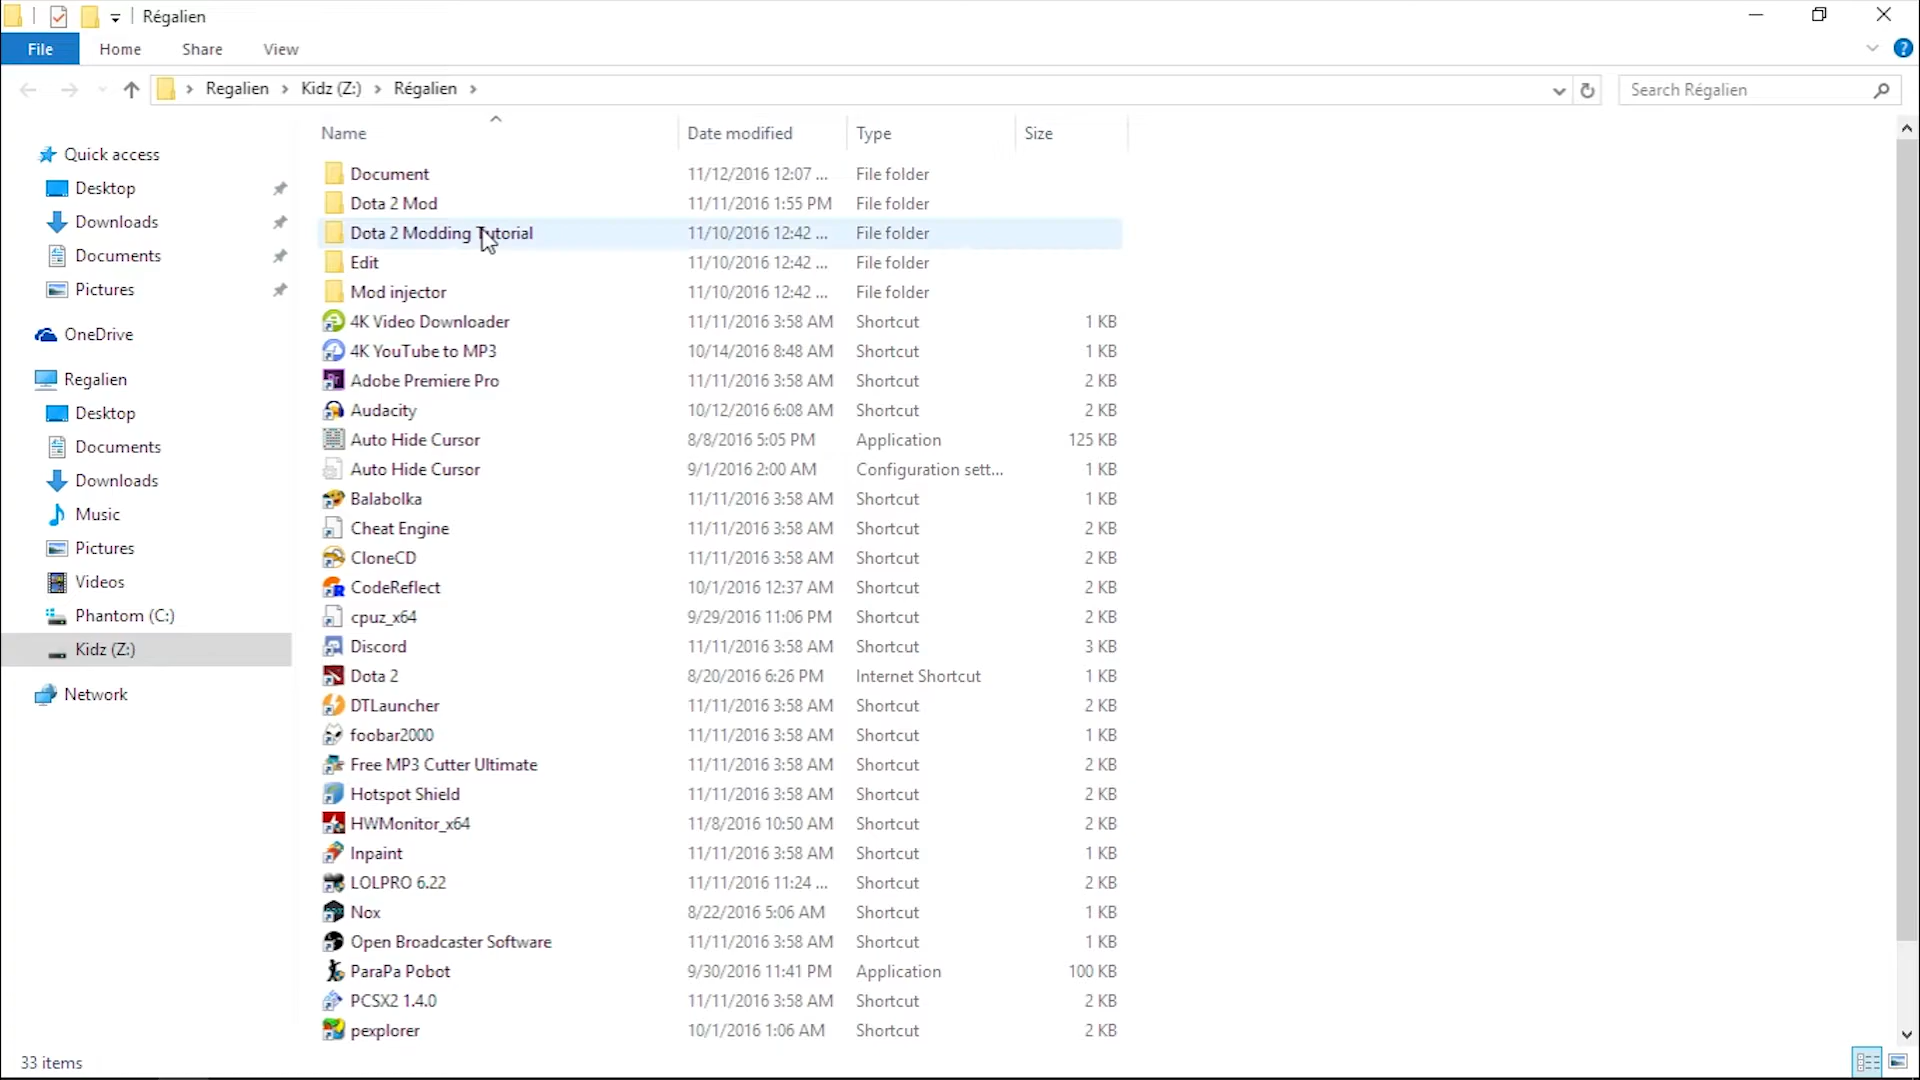 Régalien
File Home Share View
Regalien Kidz (Z:) Régalien
Search Régalien
Name Date modified Type Size
Quick access
Desktop
Downloads
Documents
Pictures
OneDrive
Regalien
Desktop
Documents
Downloads
Music
Pictures
Videos
Phantom (C:)
Kidz (Z:)
Network
Document 11/12/2016 12:07 ... File folder
Dota 2 Mod 11/11/2016 1:55 PM File folder
Dota 2 Modding Tutorial 11/10/2016 12:42 ... File folder
Edit 11/10/2016 12:42 ... File folder
Mod injector 11/10/2016 12:42 ... File folder
4K Video Downloader 11/11/2016 3:58 AM Shortcut 1 KB
4K YouTube to MP3 10/14/2016 8:48 AM Shortcut 1 KB
Adobe Premiere Pro 11/11/2016 3:58 AM Shortcut 2 KB
Audacity 10/12/2016 6:08 AM Shortcut 2 KB
Auto Hide Cursor 8/8/2016 5:05 PM Application 125 KB
Auto Hide Cursor 9/1/2016 2:00 AM Configuration sett... 1 KB
Balabolka 11/11/2016 3:58 AM Shortcut 1 KB
Cheat Engine 11/11/2016 3:58 AM Shortcut 2 KB
CloneCD 11/11/2016 3:58 AM Shortcut 2 KB
CodeReflect 10/1/2016 12:37 AM Shortcut 2 KB
cpuz_x64 9/29/2016 11:06 PM Shortcut 2 KB
Discord 11/11/2016 3:58 AM Shortcut 3 KB
Dota 2 8/20/2016 6:26 PM Internet Shortcut 1 KB
DTLauncher 11/11/2016 3:58 AM Shortcut 2 KB
foobar2000 11/11/2016 3:58 AM Shortcut 1 KB
Free MP3 Cutter Ultimate 11/11/2016 3:58 AM Shortcut 2 KB
Hotspot Shield 11/11/2016 3:58 AM Shortcut 2 KB
HWMonitor_x64 11/8/2016 10:50 AM Shortcut 2 KB
Inpaint 11/11/2016 3:58 AM Shortcut 1 KB
LOLPRO 6.22 11/11/2016 11:24 ... Shortcut 2 KB
Nox 8/22/2016 5:06 AM Shortcut 1 KB
Open Broadcaster Software 11/11/2016 3:58 AM Shortcut 1 KB
ParaPa Pobot 9/30/2016 11:41 PM Application 100 KB
PCSX2 1.4.0 11/11/2016 3:58 AM Shortcut 2 KB
pexplorer 10/1/2016 1:06 AM Shortcut 2 KB
33 items